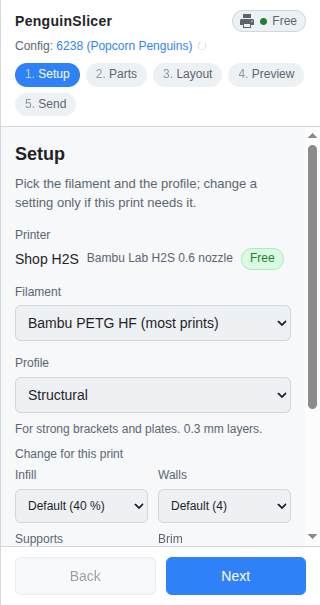 PenguinSlicer
Free
Config: 6238 (Popcorn Penguins)
1. Setup
2. Parts
3. Layout
4. Preview
5. Send
Setup
Pick the filament and the profile; change a
setting only if this print needs it.
Printer
Shop H2S Bambu Lab H2S 0.6 nozzle Free
Filament
Bambu PETG HF (most prints)
Profile
Structural
For strong brackets and plates. 0.3 mm layers.
Change for this print
Infill Walls
Default (40 %) Default (4)
Supports Brim
Back Next